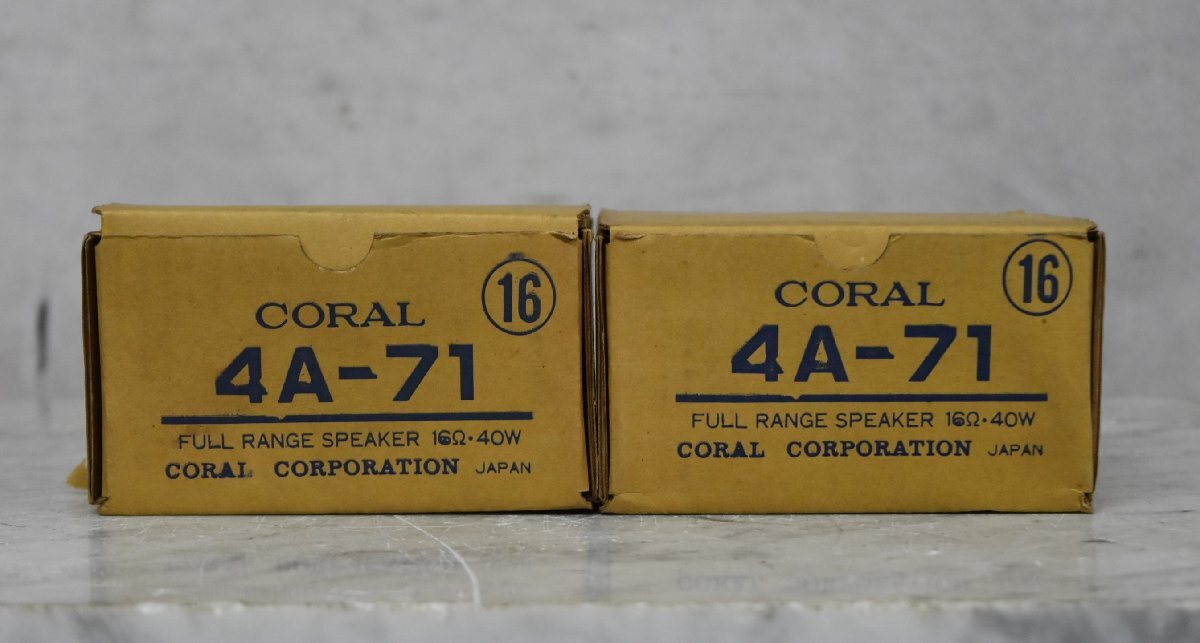 16
CORAL
4A-71
FULL RANGE SPEAKER 16Ω·40W
CORAL CORPORATION JAPAN
16
CORAL
4A-71
FULL RANGE SPEAKER 16Ω·40W
CORAL CORPORATION JAPAN